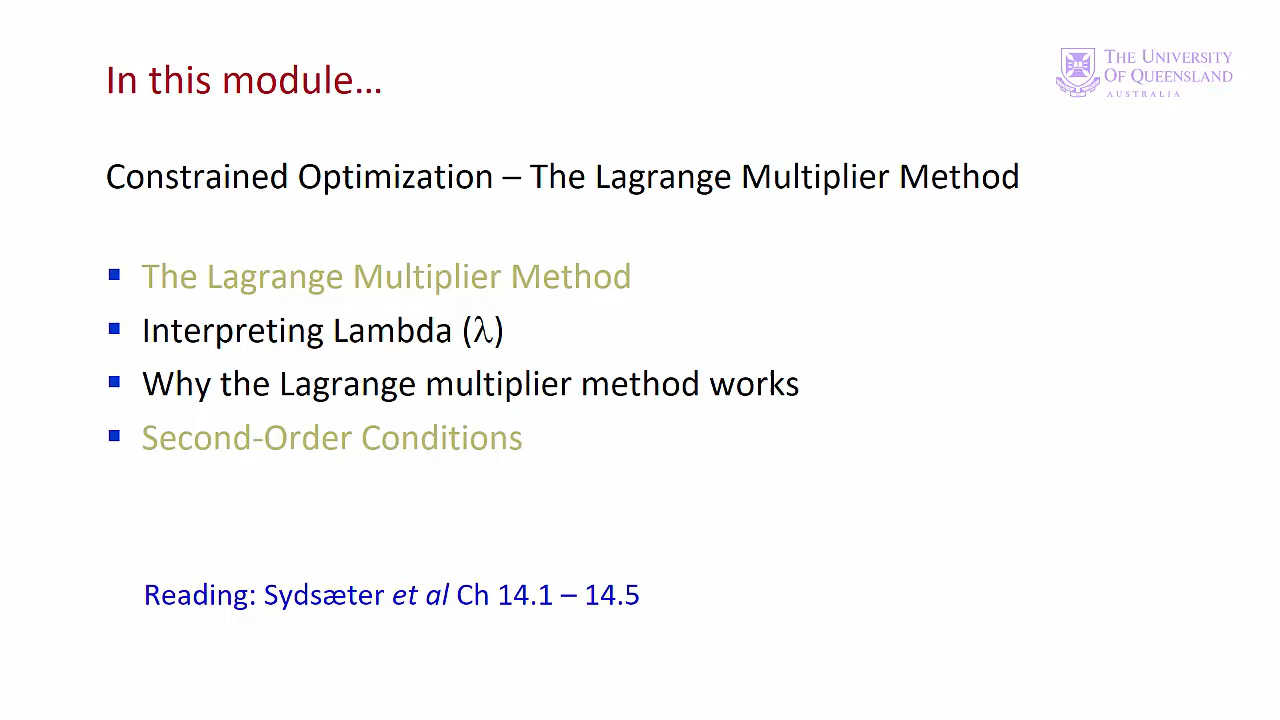 In this module...
THE UNIVERSITY
OF QUEENSLAND
AUSTRALIA
Constrained Optimization – The Lagrange Multiplier Method
▪ The Lagrange Multiplier Method
▪ Interpreting Lambda (λ)
▪ Why the Lagrange multiplier method works
▪ Second-Order Conditions
Reading: Sydsæter et al Ch 14.1 – 14.5